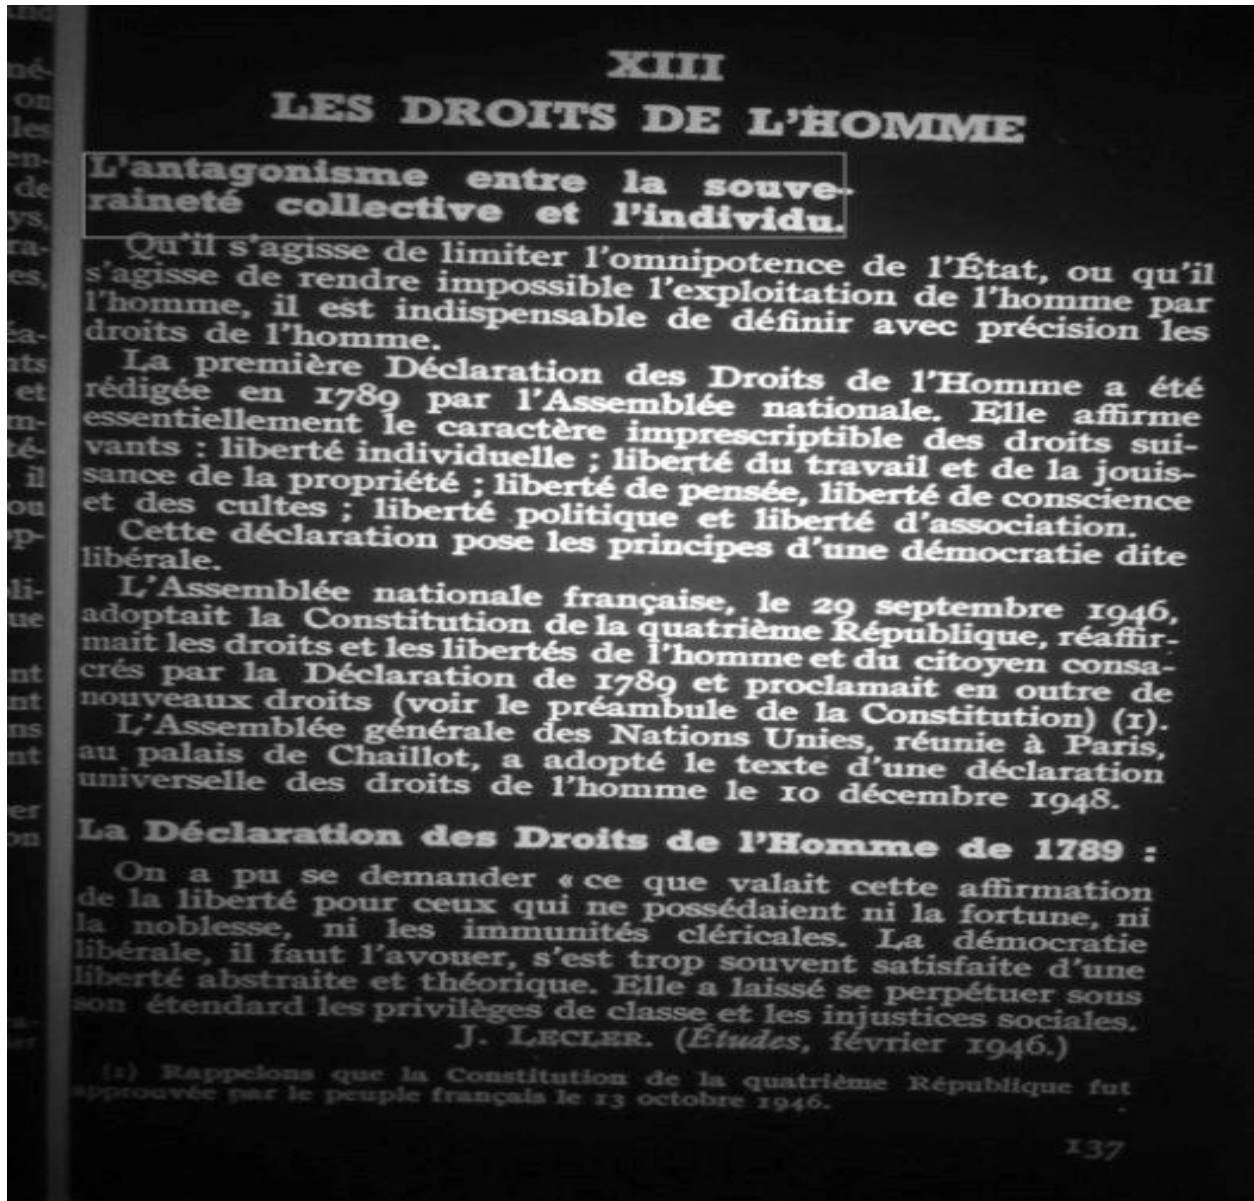 XIII
LES DROITS DE L'HOMME
L'antagonisme entre la souve-
raineté collective et l'individu.
Qu'il s'agisse de limiter l'omnipotence de l'État, ou qu'il
s'agisse de rendre impossible l'exploitation de l'homme par
l'homme, il est indispensable de définir avec précision les
droits de l'homme.
La première Déclaration des Droits de l'Homme a été
rédigée en 1789 par l'Assemblée nationale. Elle affirme
essentiellement le caractère imprescriptible des droits sui-
vants : liberté individuelle ; liberté du travail et de la jouis-
sance de la propriété ; liberté de pensée, liberté de conscience
et des cultes ; liberté politique et liberté d'association.
Cette déclaration pose les principes d'une démocratie dite
libérale.
L'Assemblée nationale française, le 29 septembre 1946,
adoptait la Constitution de la quatrième République, réaffir-
mait les droits et les libertés de l'homme et du citoyen consa-
crés par la Déclaration de 1789 et proclamait en outre de
nouveaux droits (voir le préambule de la Constitution) (1).
L'Assemblée générale des Nations Unies, réunie à Paris,
au palais de Chaillot, a adopté le texte d'une déclaration
universelle des droits de l'homme le 10 décembre 1948.
La Déclaration des Droits de l'Homme de 1789 :
On a pu se demander « ce que valait cette affirmation
de la liberté pour ceux qui ne possédaient ni la fortune, ni
la noblesse, ni les immunités cléricales. La démocratie
libérale, il faut l'avouer, s'est trop souvent satisfaite d'une
liberté abstraite et théorique. Elle a laissé se perpétuer sous
son étendard les privilèges de classe et les injustices sociales.
J. LECLER. (Études, février 1946.)
(1) Rappelons que la Constitution de la quatrième République fut
approuvée par le peuple français le 13 octobre 1946.
137